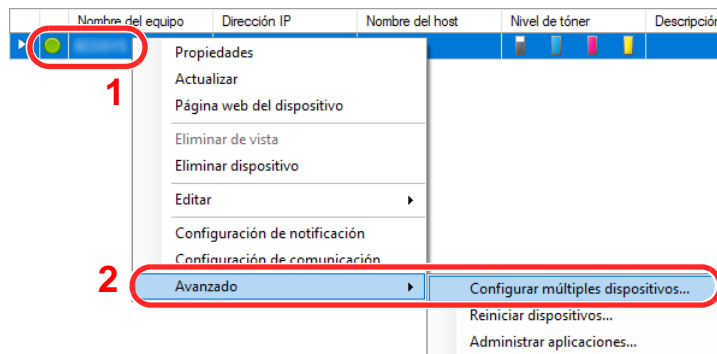 Nombre del equipo Dirección IP Nombre del host Nivel de tóner Descripción
1
Propiedades
Actualizar
Página web del dispositivo
Eliminar de vista
Eliminar dispositivo
Editar
Configuración de notificación
Configuración de comunicación
2
Avanzado
Configurar múltiples dispositivos...
Reiniciar dispositivos...
Administrar aplicaciones...